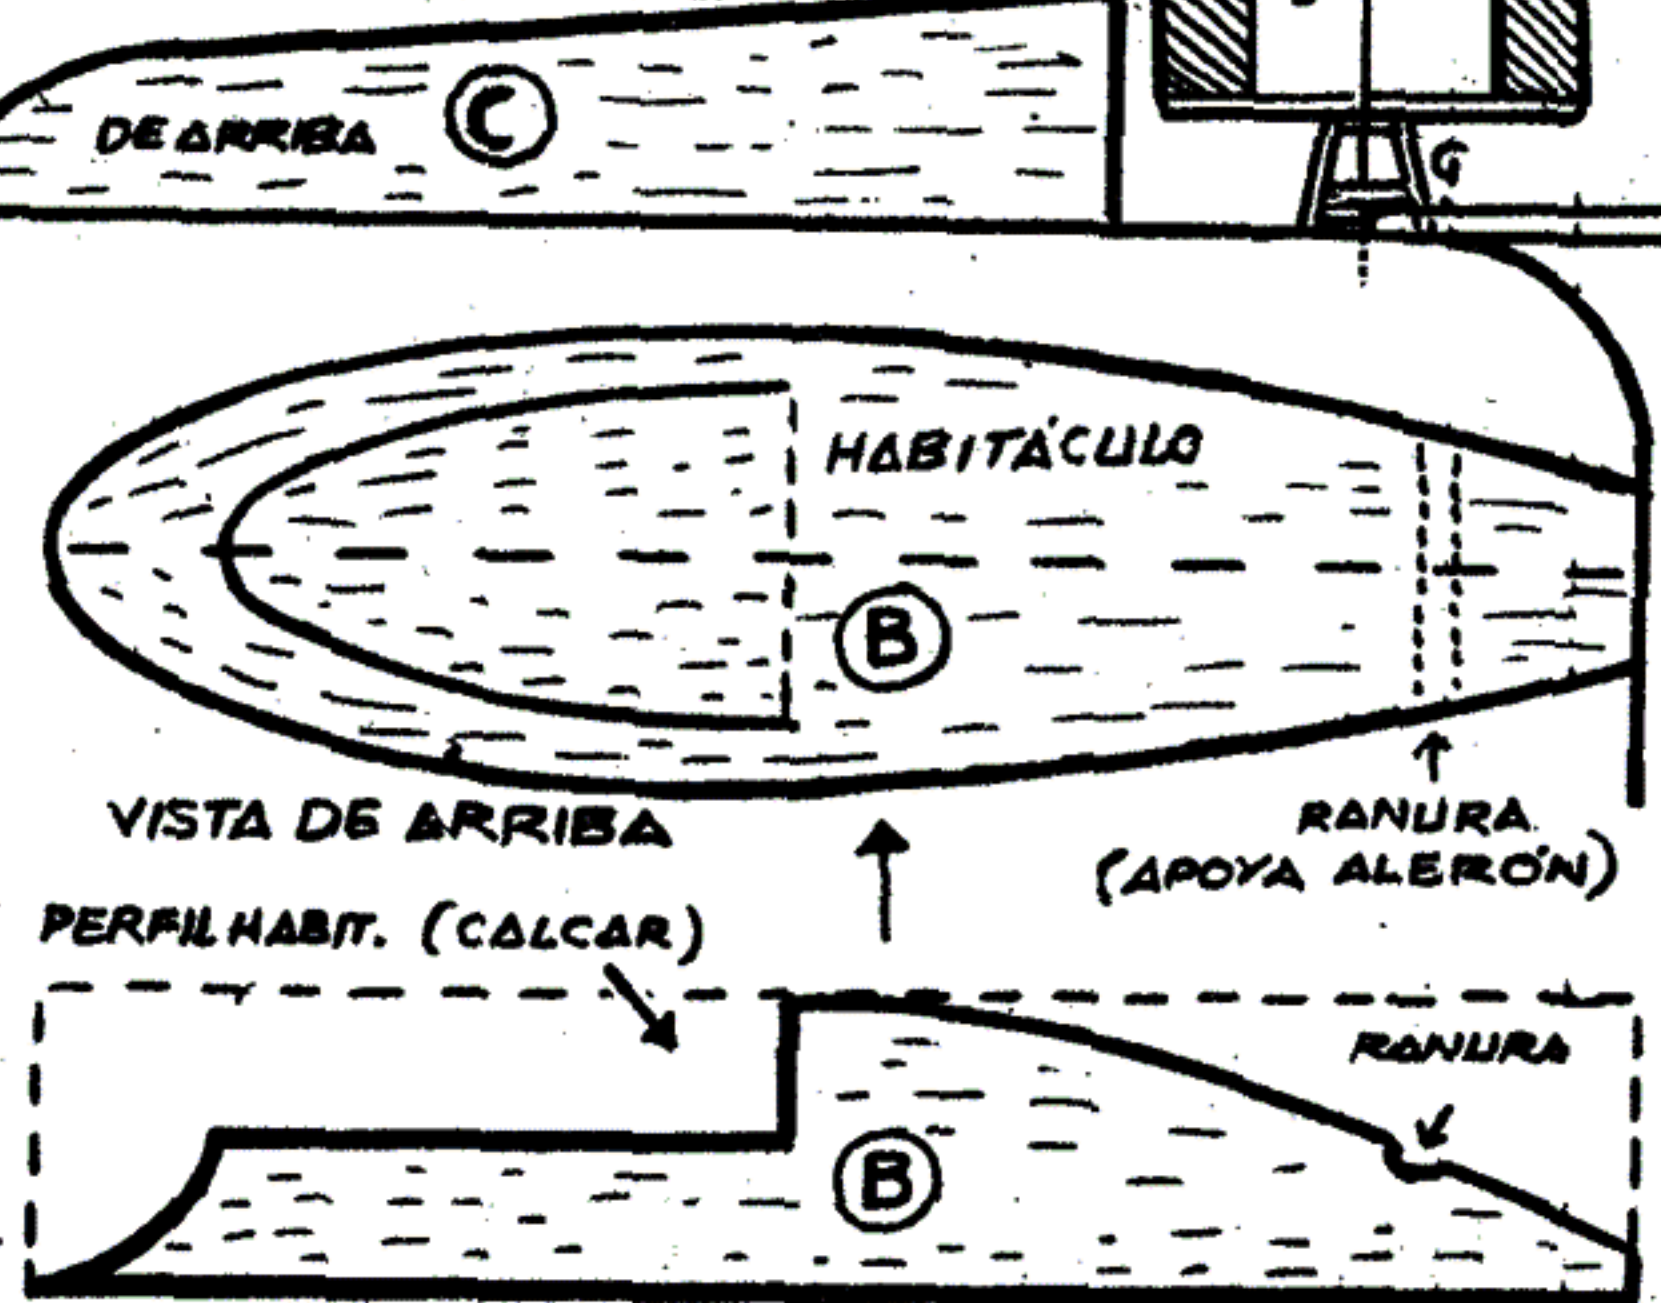 DE ARRIBA
C
G
HABITÁCULO
B
VISTA DE ARRIBA
RANURA
(APOYA ALERÓN)
PERFIL HABIT. (CALCAR)
RANURA
B